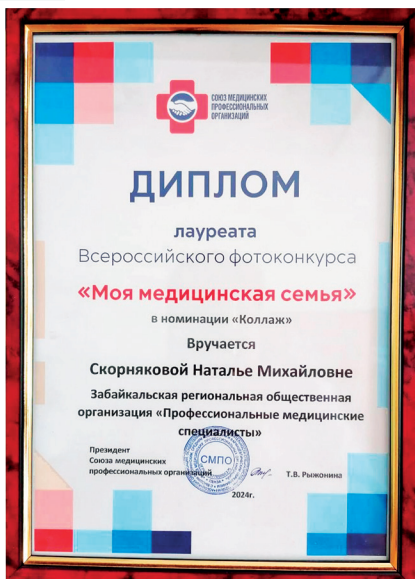 СОЮЗ МЕДИЦИНСКИХ
ПРОФЕССИОНАЛЬНЫХ
ОРГАНИЗАЦИЙ
ДИПЛОМ
лауреата
Всероссийского фотоконкурса
«Моя медицинская семья»
в номинации «Коллаж»
Вручается
Скорняковой Наталье Михайловне
Забайкальская региональная общественная
организация «Профессиональные медицинские
специалисты»
Президент
Союза медицинских
профессиональных организаций
СМПО
Т.В. Рыжонина
2024г.